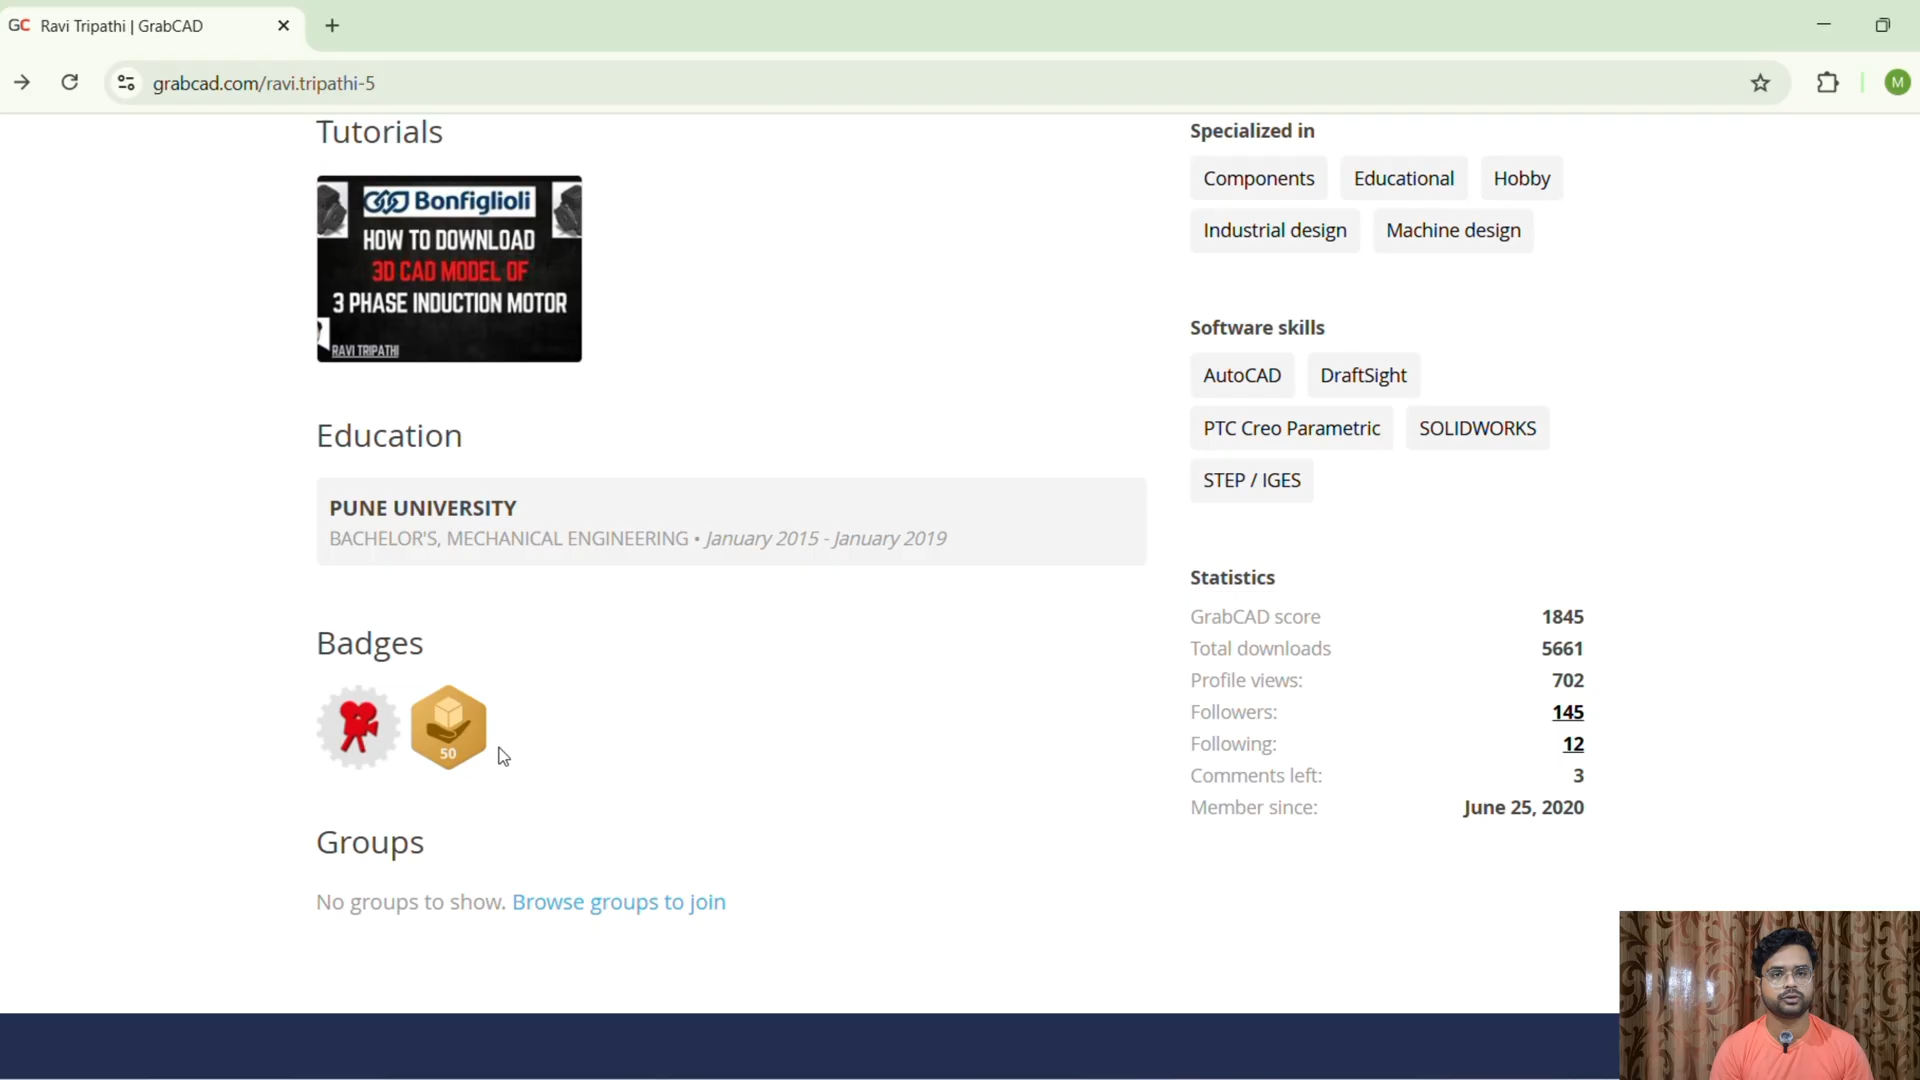 GC Ravi Tripathi | GrabCAD
grabcad.com/ravi.tripathi-5
M
Tutorials
Bonfiglioli
HOW TO DOWNLOAD
3D CAD MODEL OF
3 PHASE INDUCTION MOTOR
RAVI TRIPATHI
Education
PUNE UNIVERSITY
BACHELOR'S, MECHANICAL ENGINEERING • January 2015 - January 2019
Badges
50
Groups
No groups to show. Browse groups to join
Specialized in
Components Educational Hobby
Industrial design Machine design
Software skills
AutoCAD DraftSight
PTC Creo Parametric SOLIDWORKS
STEP / IGES
Statistics
GrabCAD score 1845
Total downloads 5661
Profile views: 702
Followers: 145
Following: 12
Comments left: 3
Member since: June 25, 2020